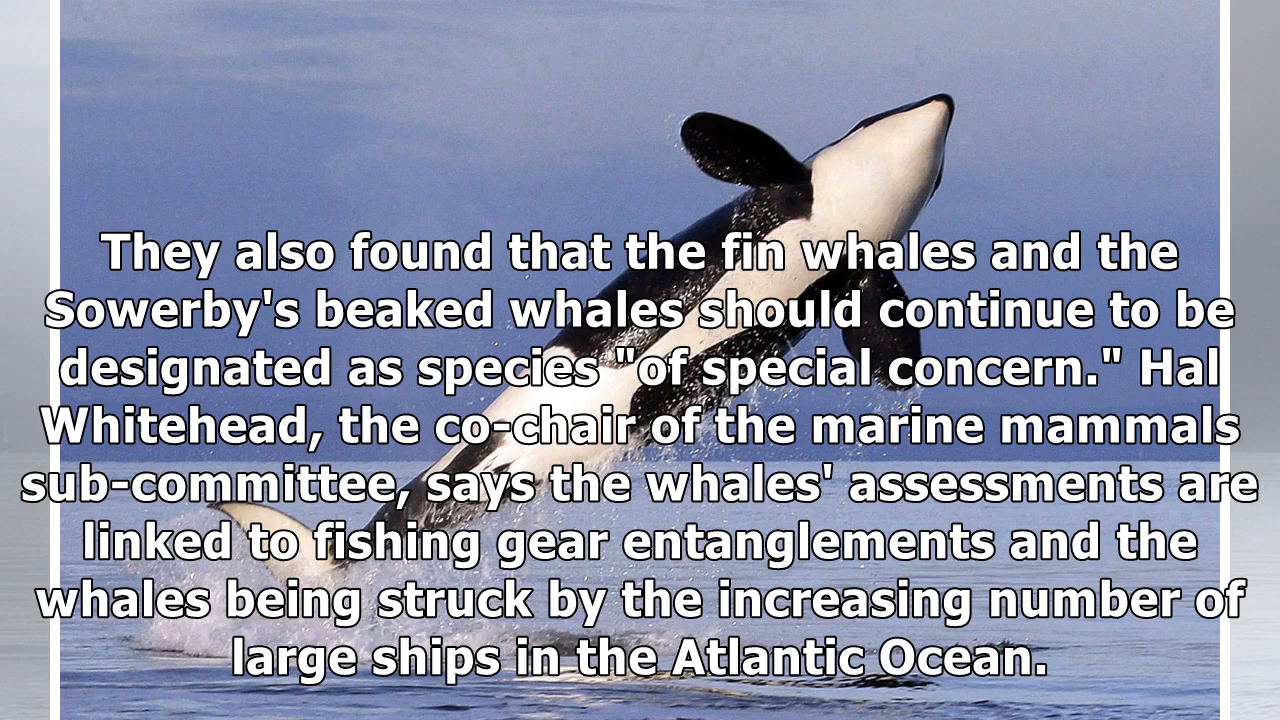 They also found that the fin whales and the
Sowerby's beaked whales should continue to be
designated as species "of special concern." Hal
Whitehead, the co-chair of the marine mammals
sub-committee, says the whales' assessments are
linked to fishing gear entanglements and the
whales being struck by the increasing number of
large ships in the Atlantic Ocean.